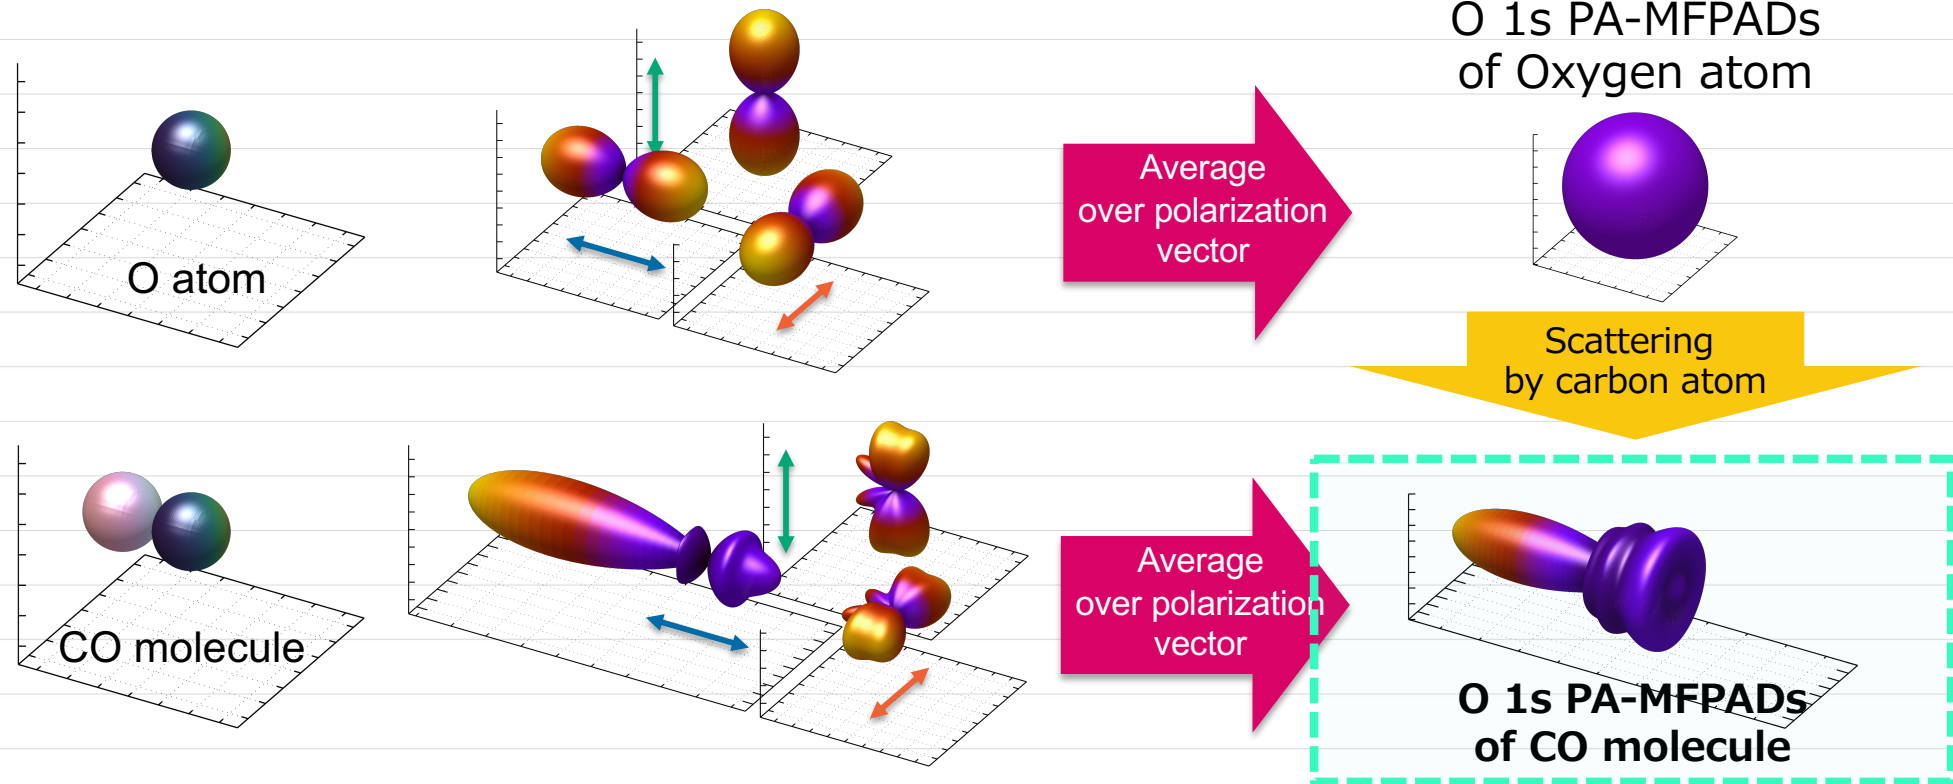 O 1s PA-MFPADs
of Oxygen atom
O atom
Average
over polarization
vector
Scattering
by carbon atom
CO molecule
Average
over polarization
vector
O 1s PA-MFPADs
of CO molecule